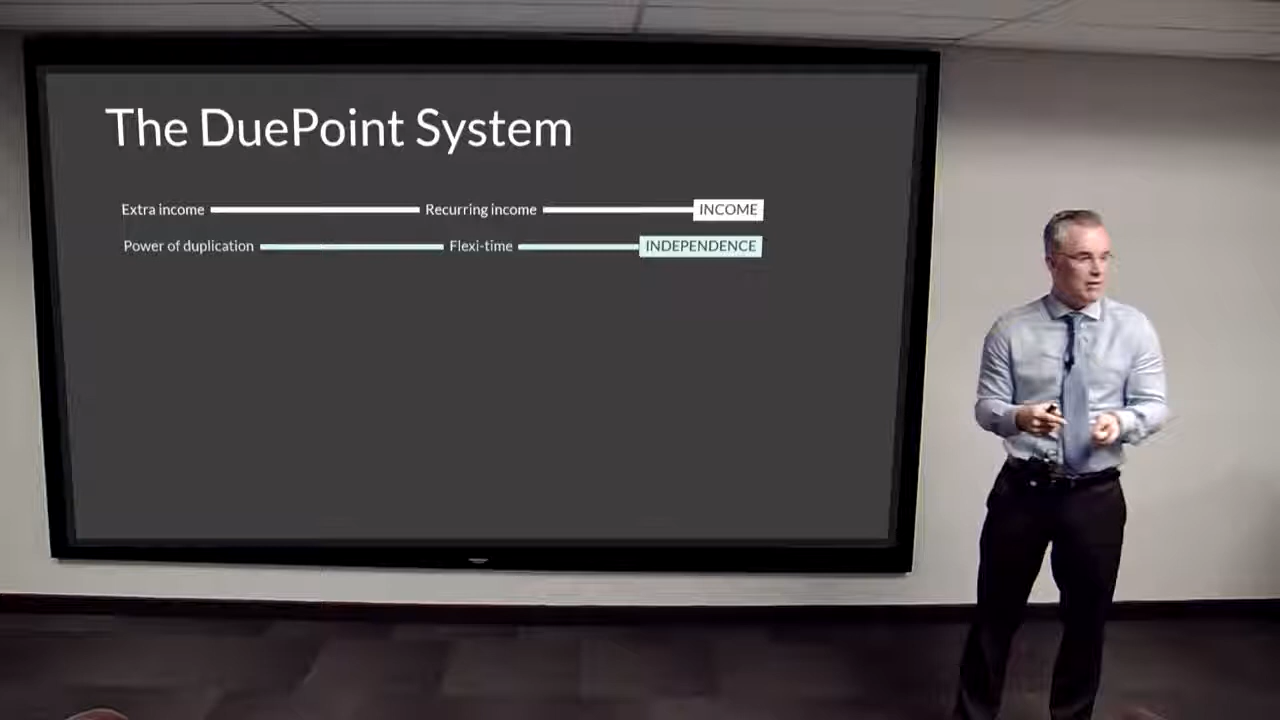 The DuePoint System
Extra income Recurring income INCOME
Power of duplication Flexi-time INDEPENDENCE